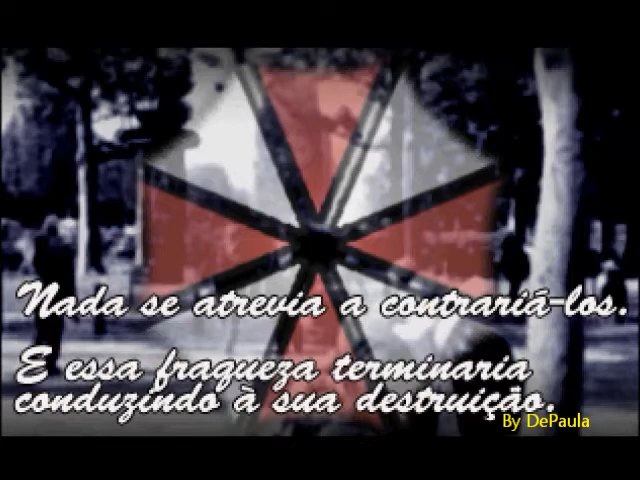 Nada se atrevia a contrariá-los.
E essa fraqueza terminaria
conduzindo à sua destruição.
By DePaula